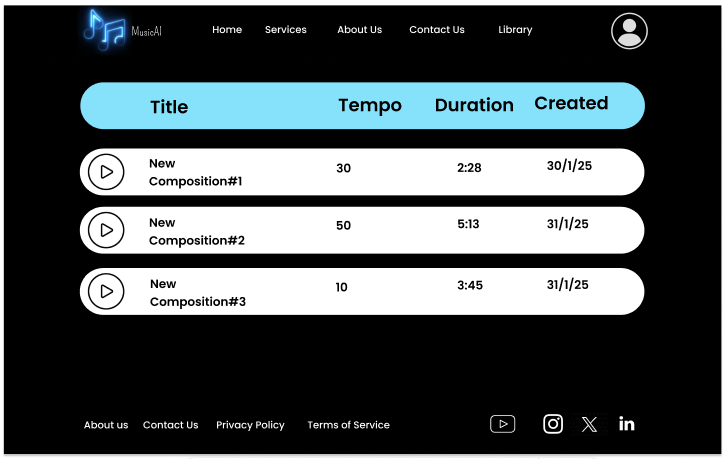 MusicAI Home Services About Us Contact Us Library
Title Tempo Duration Created
New
Composition#1 30 2:28 30/1/25
New
Composition#2 50 5:13 31/1/25
New
Composition#3 10 3:45 31/1/25
About us Contact Us Privacy Policy Terms of Service